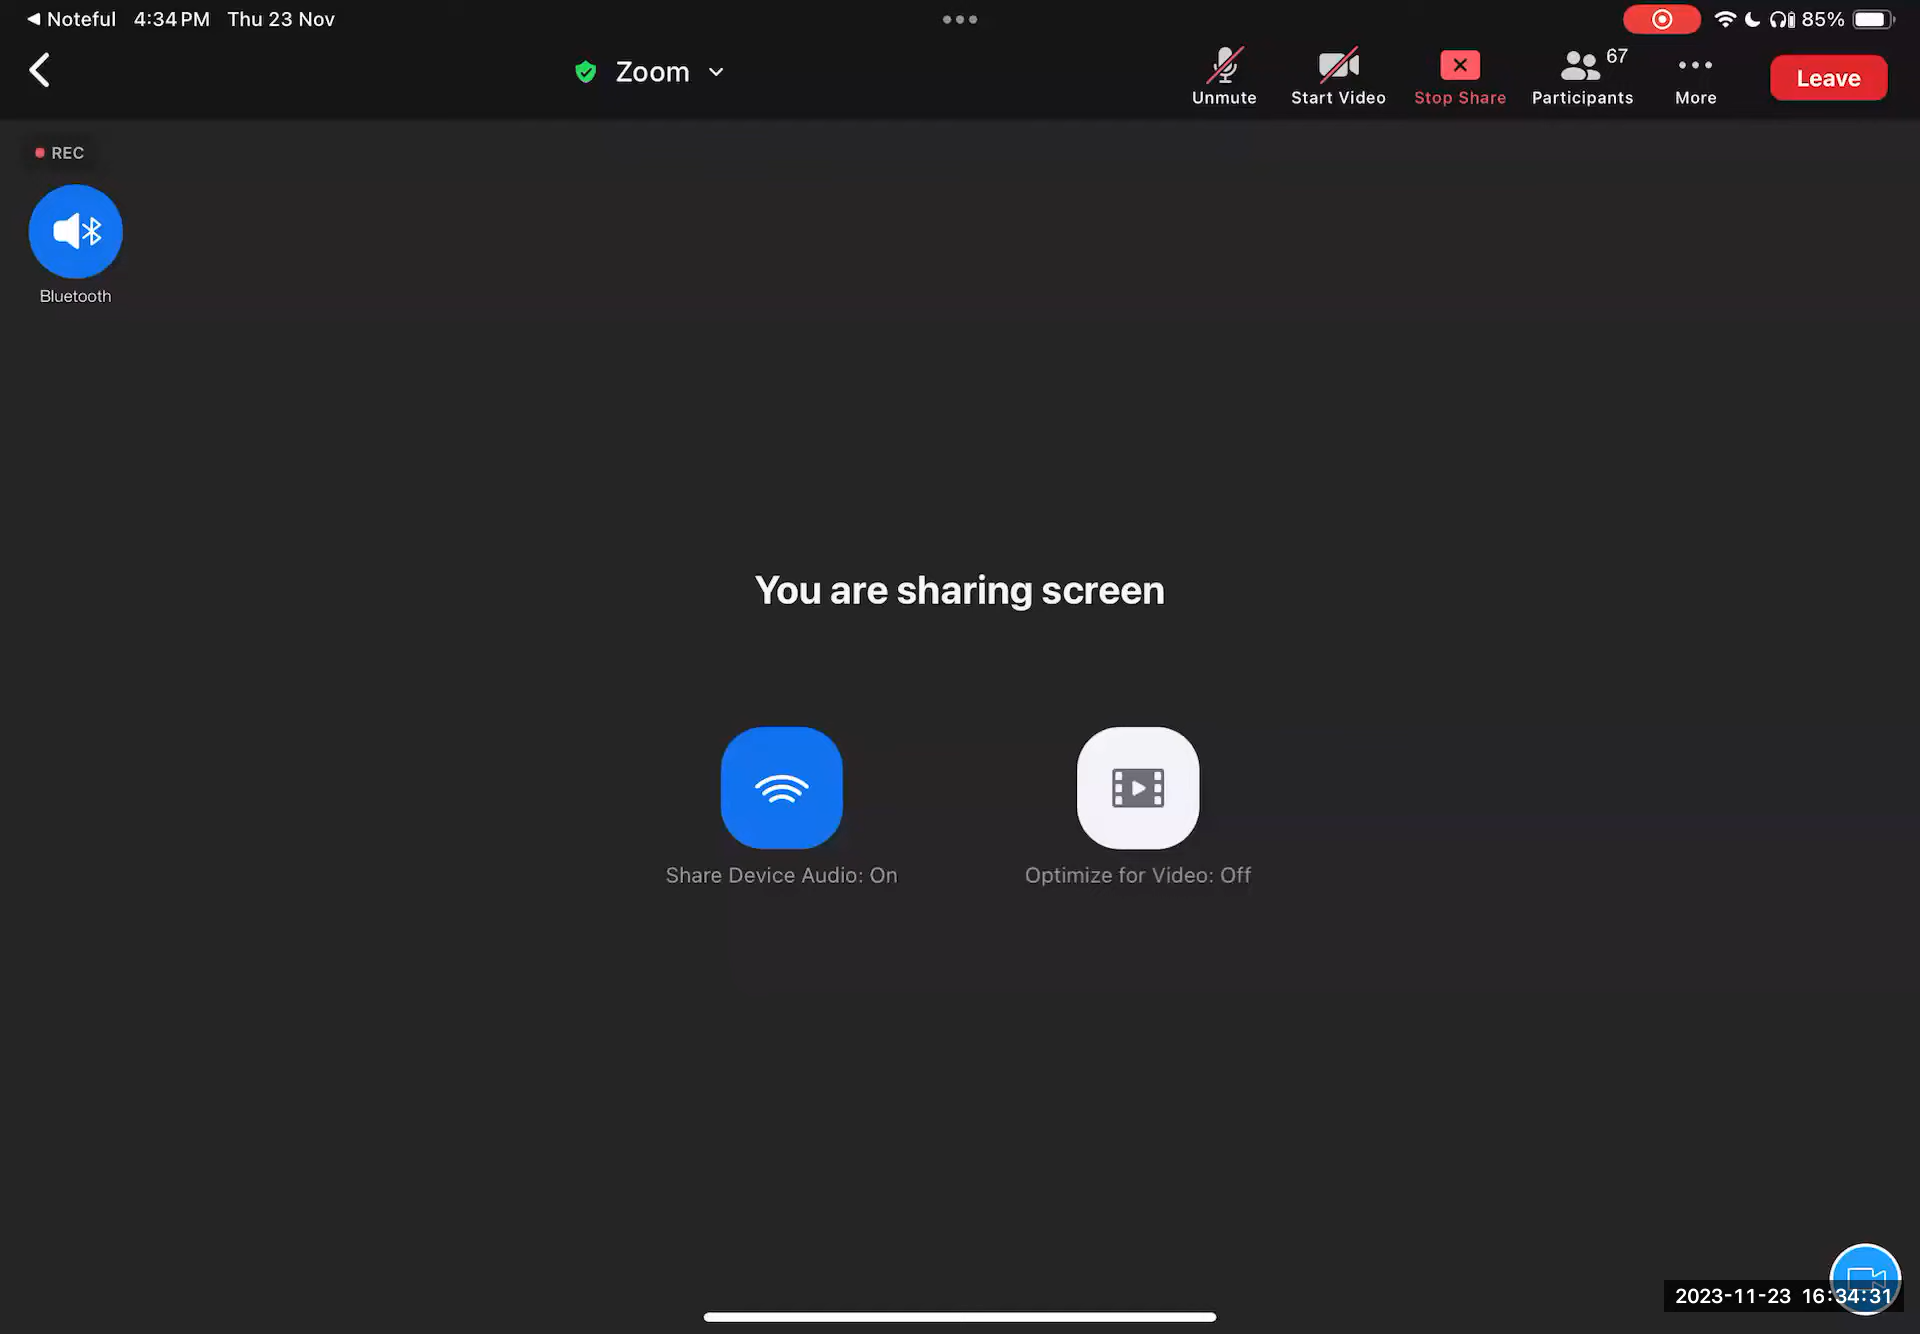 Noteful 4:34 PM Thu 23 Nov
85%
Zoom
Unmute
Start Video
Stop Share
67
Participants
More
Leave
REC
Bluetooth
You are sharing screen
Share Device Audio: On
Optimize for Video: Off
2023-11-23 16:34:31